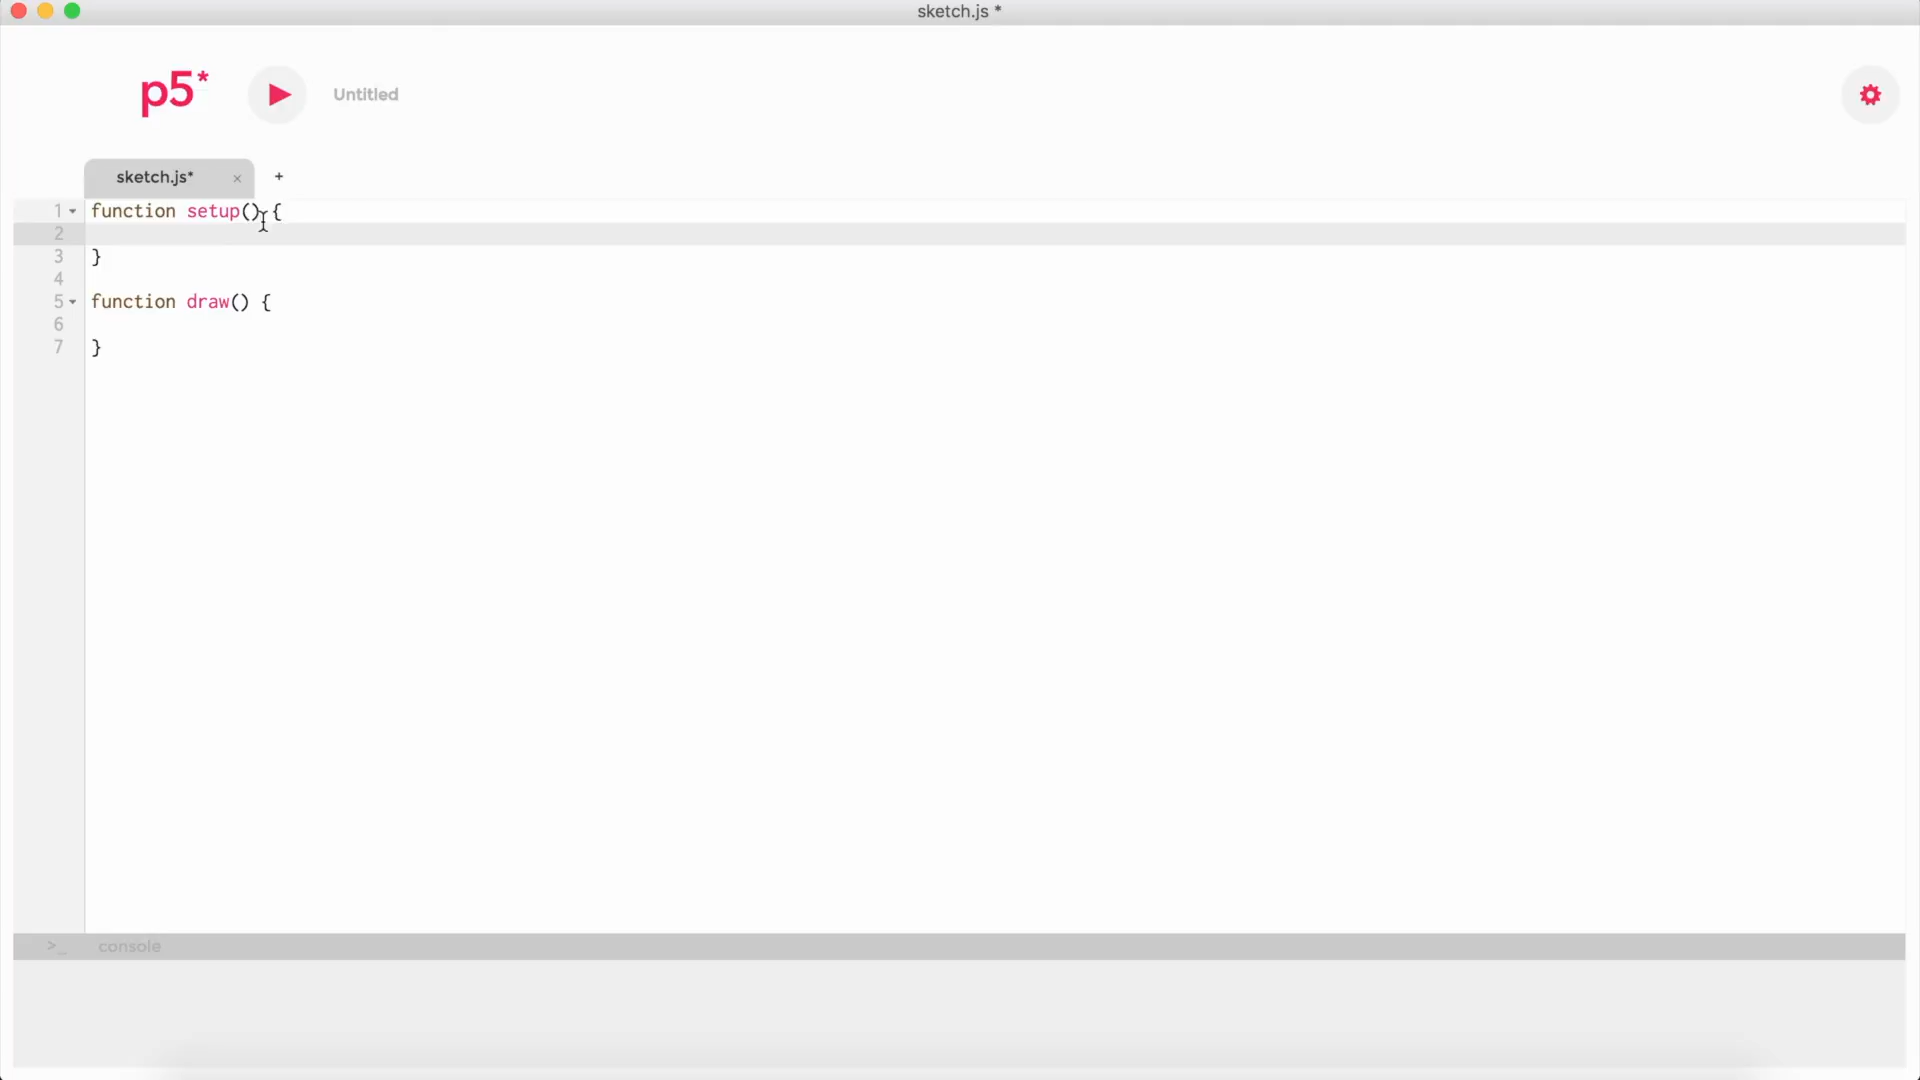 sketch.js *
p5*
Untitled
sketch.js* × +
1 function setup() {
2
3 }
4
5 function draw() {
6
7 }
>_ console